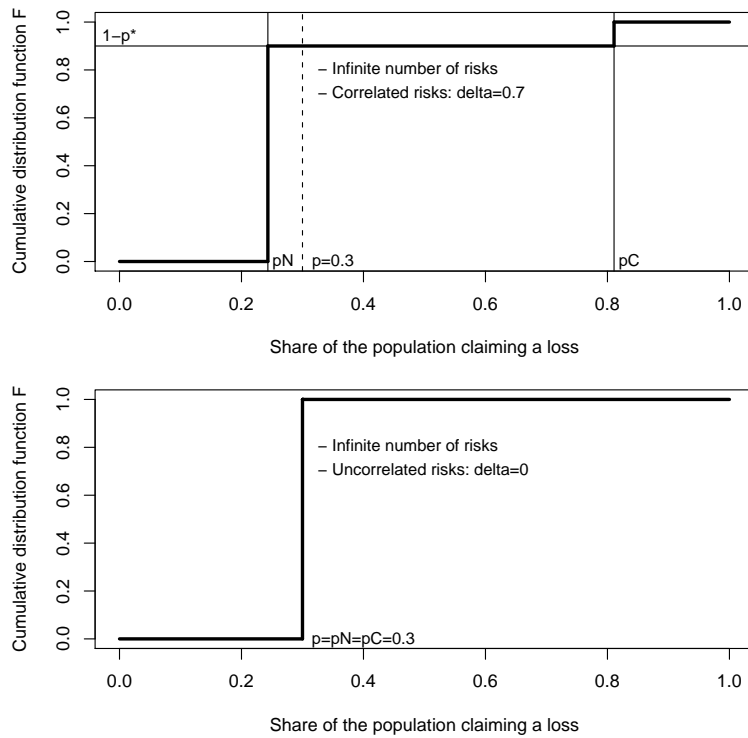 Cumulative distribution function F
1.0
0.8
0.6
0.4
0.2
0.0
1−p*
− Infinite number of risks
− Correlated risks: delta=0.7
pN
p=0.3
pC
0.0 0.2 0.4 0.6 0.8 1.0
Share of the population claiming a loss
Cumulative distribution function F
1.0
0.8
0.6
0.4
0.2
0.0
− Infinite number of risks
− Uncorrelated risks: delta=0
p=pN=pC=0.3
0.0 0.2 0.4 0.6 0.8 1.0
Share of the population claiming a loss